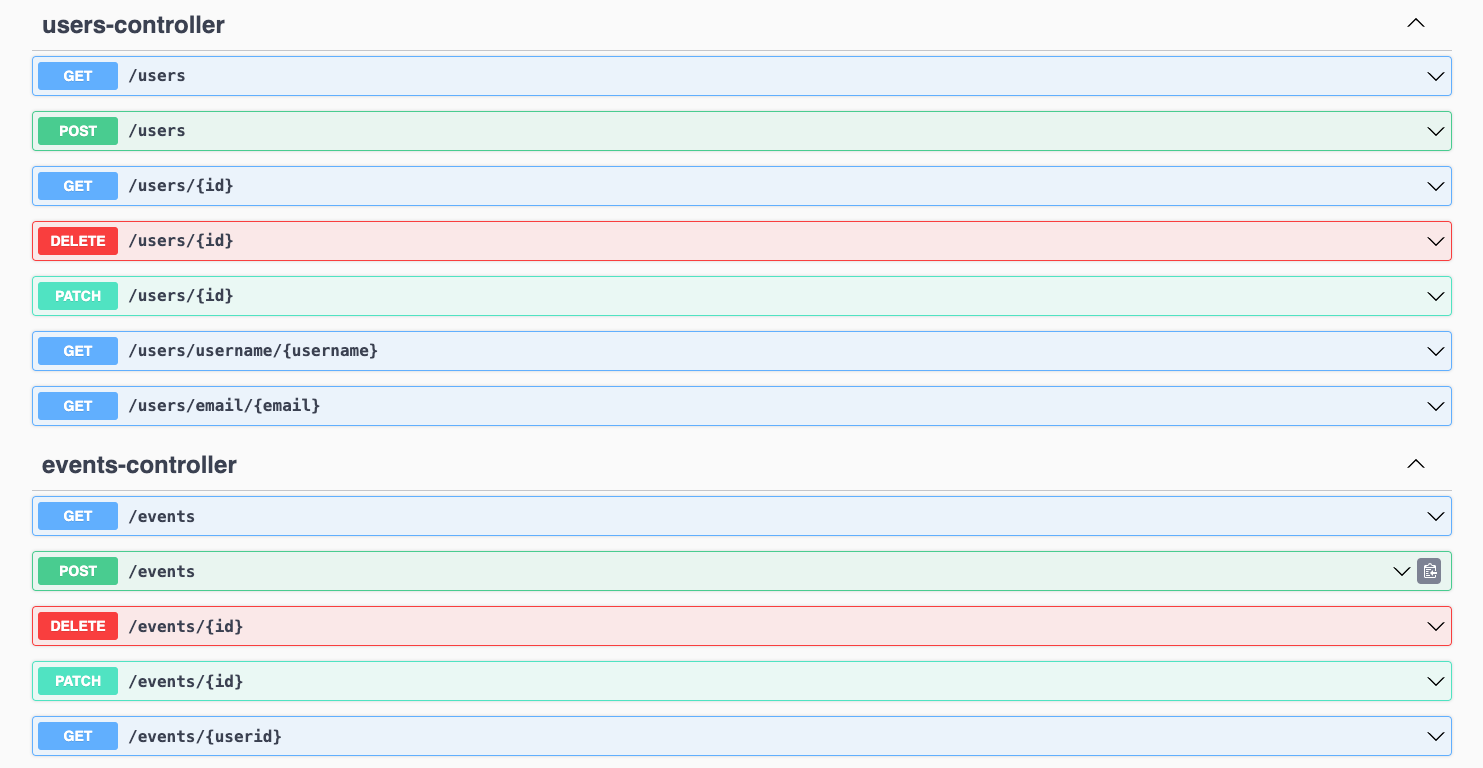 users-controller
GET /users
POST /users
GET /users/{id}
DELETE /users/{id}
PATCH /users/{id}
GET /users/username/{username}
GET /users/email/{email}
events-controller
GET /events
POST /events
DELETE /events/{id}
PATCH /events/{id}
GET /events/{userid}